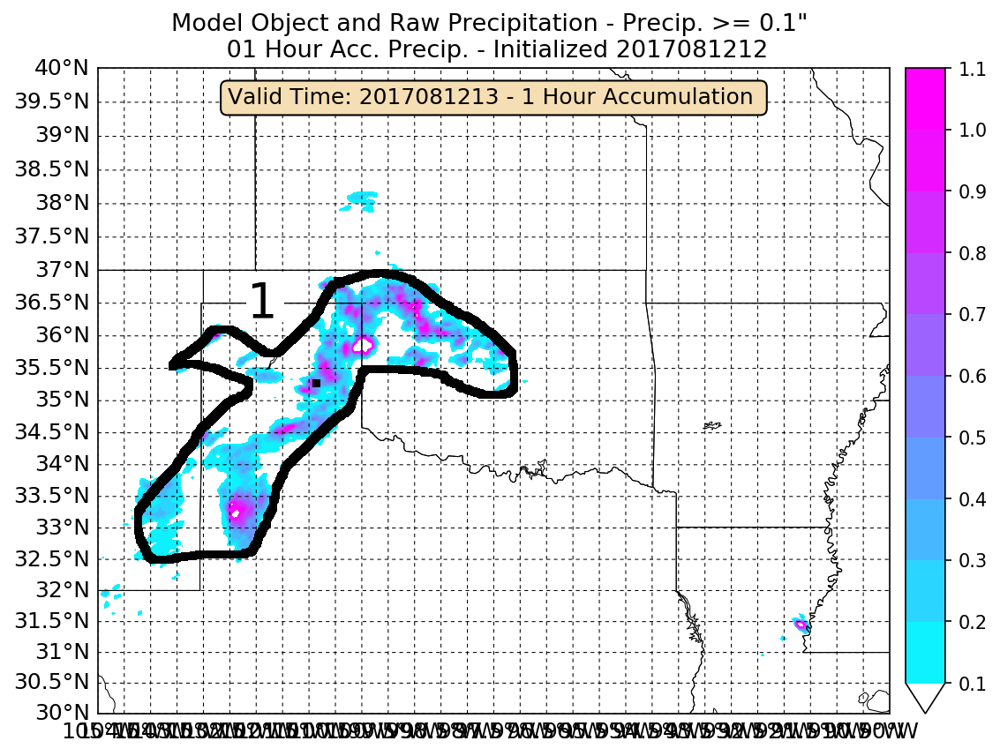 Model Object and Raw Precipitation - Precip. >= 0.1"
01 Hour Acc. Precip. - Initialized 2017081212
Valid Time: 2017081213 - 1 Hour Accumulation
40°N
39.5°N
39°N
38.5°N
38°N
37.5°N
37°N
36.5°N
36°N
35.5°N
35°N
34.5°N
34°N
33.5°N
33°N
32.5°N
32°N
31.5°N
31°N
30.5°N
30°N
1
1.1
1.0
0.9
0.8
0.7
0.6
0.5
0.4
0.3
0.2
0.1